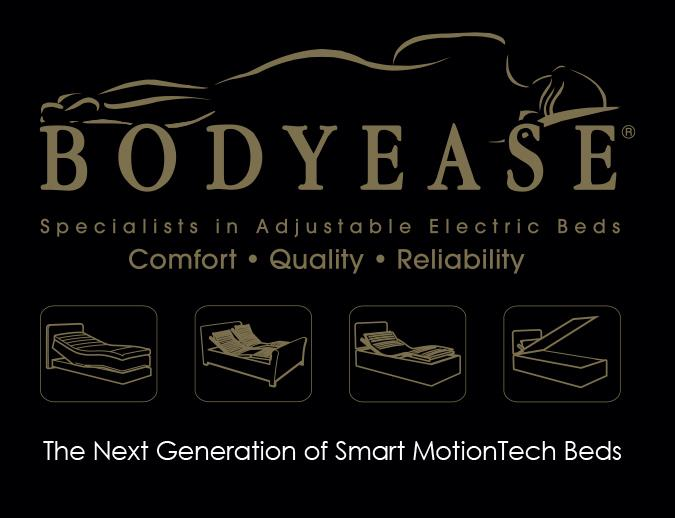 BODYEASE®
Specialists in Adjustable Electric Beds
Comfort • Quality • Reliability
The Next Generation of Smart MotionTech Beds